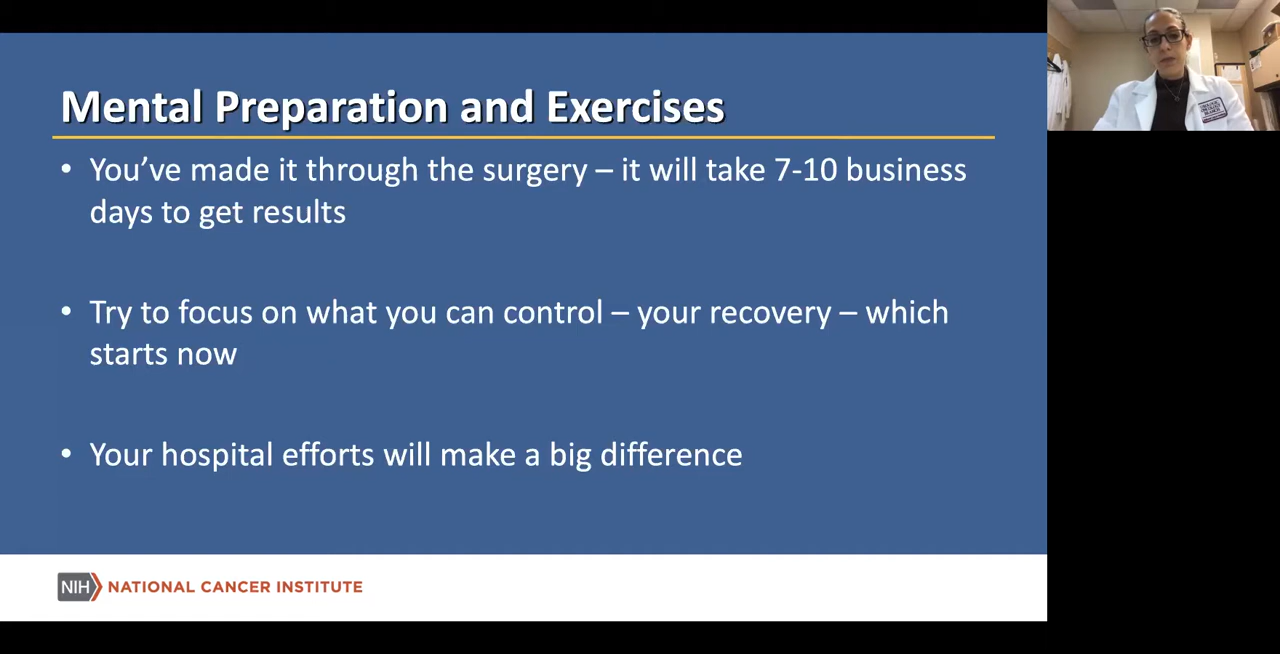 Mental Preparation and Exercises
• You’ve made it through the surgery – it will take 7-10 business
days to get results
• Try to focus on what you can control – your recovery – which
starts now
• Your hospital efforts will make a big difference
NIH NATIONAL CANCER INSTITUTE